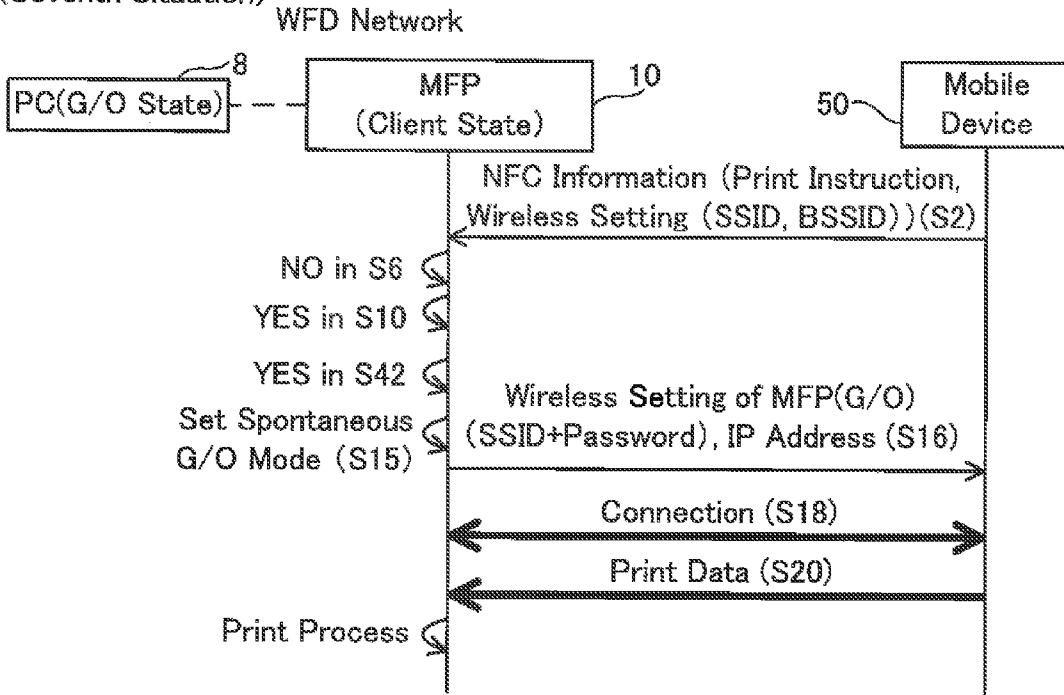 (Seventh Situation)
WFD Network
8
PC(G/O State)
MFP
(Client State)
10
50
Mobile
Device
NFC Information (Print Instruction,
Wireless Setting (SSID, BSSID))(S2)
NO in S6
YES in S10
YES in S42
Set Spontaneous
G/O Mode (S15)
Wireless Setting of MFP(G/O)
(SSID+Password), IP Address (S16)
Connection (S18)
Print Data (S20)
Print Process